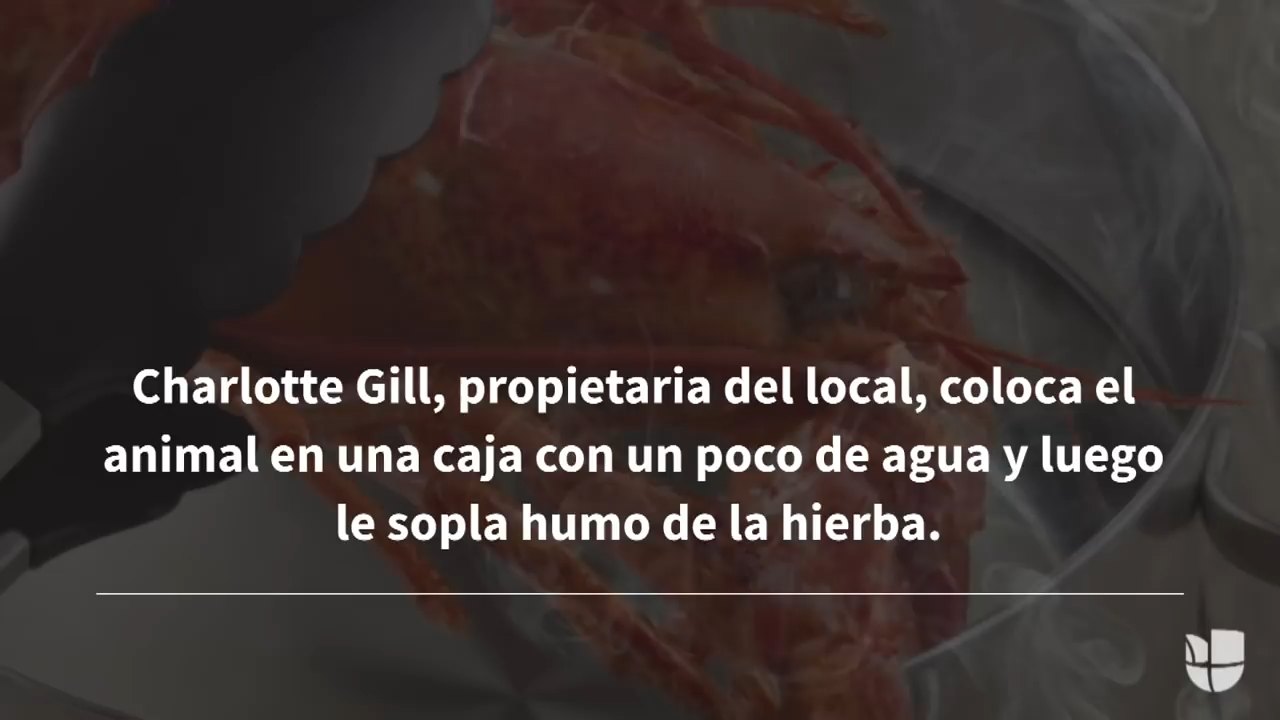 Charlotte Gill, propietaria del local, coloca el
animal en una caja con un poco de agua y luego
le sopla humo de la hierba.